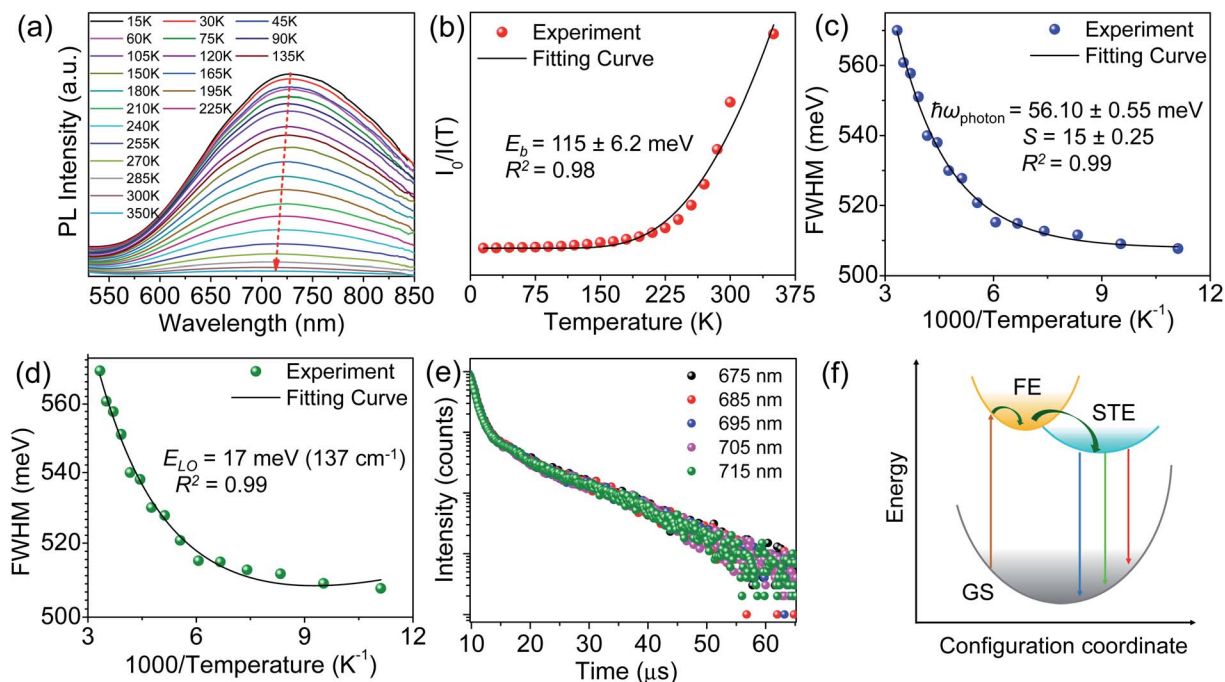 (a)
15K 30K 45K
60K 75K 90K
105K 120K 135K
150K 165K
180K 195K
210K 225K
240K
255K
270K
285K
300K
350K
PL Intensity (a.u.)
550 600 650 700 750 800 850
Wavelength (nm)
(b)
Experiment
Fitting Curve
E_b = 115 ± 6.2 meV
R² = 0.98
I₀/I(T)
0 75 150 225 300 375
Temperature (K)
(c)
Experiment
Fitting Curve
ℏω_photon = 56.10 ± 0.55 meV
S = 15 ± 0.25
R² = 0.99
FWHM (meV)
560
540
520
500
3 6 9 12
1000/Temperature (K⁻¹)
(d)
Experiment
Fitting Curve
E_LO = 17 meV (137 cm⁻¹)
R² = 0.99
FWHM (meV)
560
540
520
500
3 6 9 12
1000/Temperature (K⁻¹)
(e)
675 nm
685 nm
695 nm
705 nm
715 nm
Intensity (counts)
10 20 30 40 50 60
Time (μs)
(f)
FE
STE
GS
Energy
Configuration coordinate